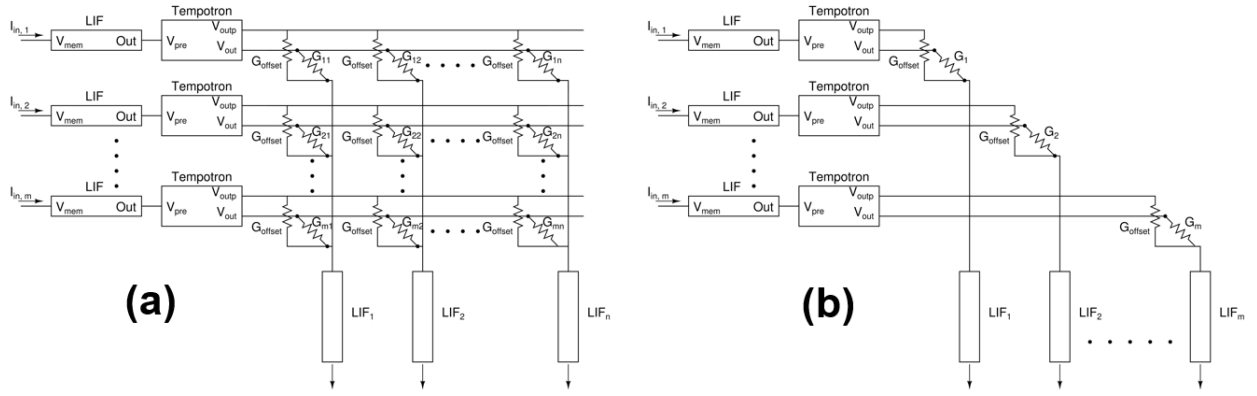 Tempotron
I_in, 1 LIF V_outp
V_mem Out V_pre V_out
G_offset G_11 G_offset G_12 G_offset G_1n
Tempotron
I_in, 2 LIF V_outp
V_mem Out V_pre V_out
G_offset G_21 G_offset G_22 G_offset G_2n
Tempotron
I_in, m LIF V_outp
V_mem Out V_pre V_out
G_offset G_m1 G_offset G_m2 G_offset G_mn
(a)
LIF_1 LIF_2 LIF_n
Tempotron
I_in, 1 LIF V_outp
V_mem Out V_pre V_out
G_offset G_1
Tempotron
I_in, 2 LIF V_outp
V_mem Out V_pre V_out
G_offset G_2
Tempotron
I_in, m LIF V_outp
V_mem Out V_pre V_out
G_offset G_m
(b)
LIF_1 LIF_2 LIF_m